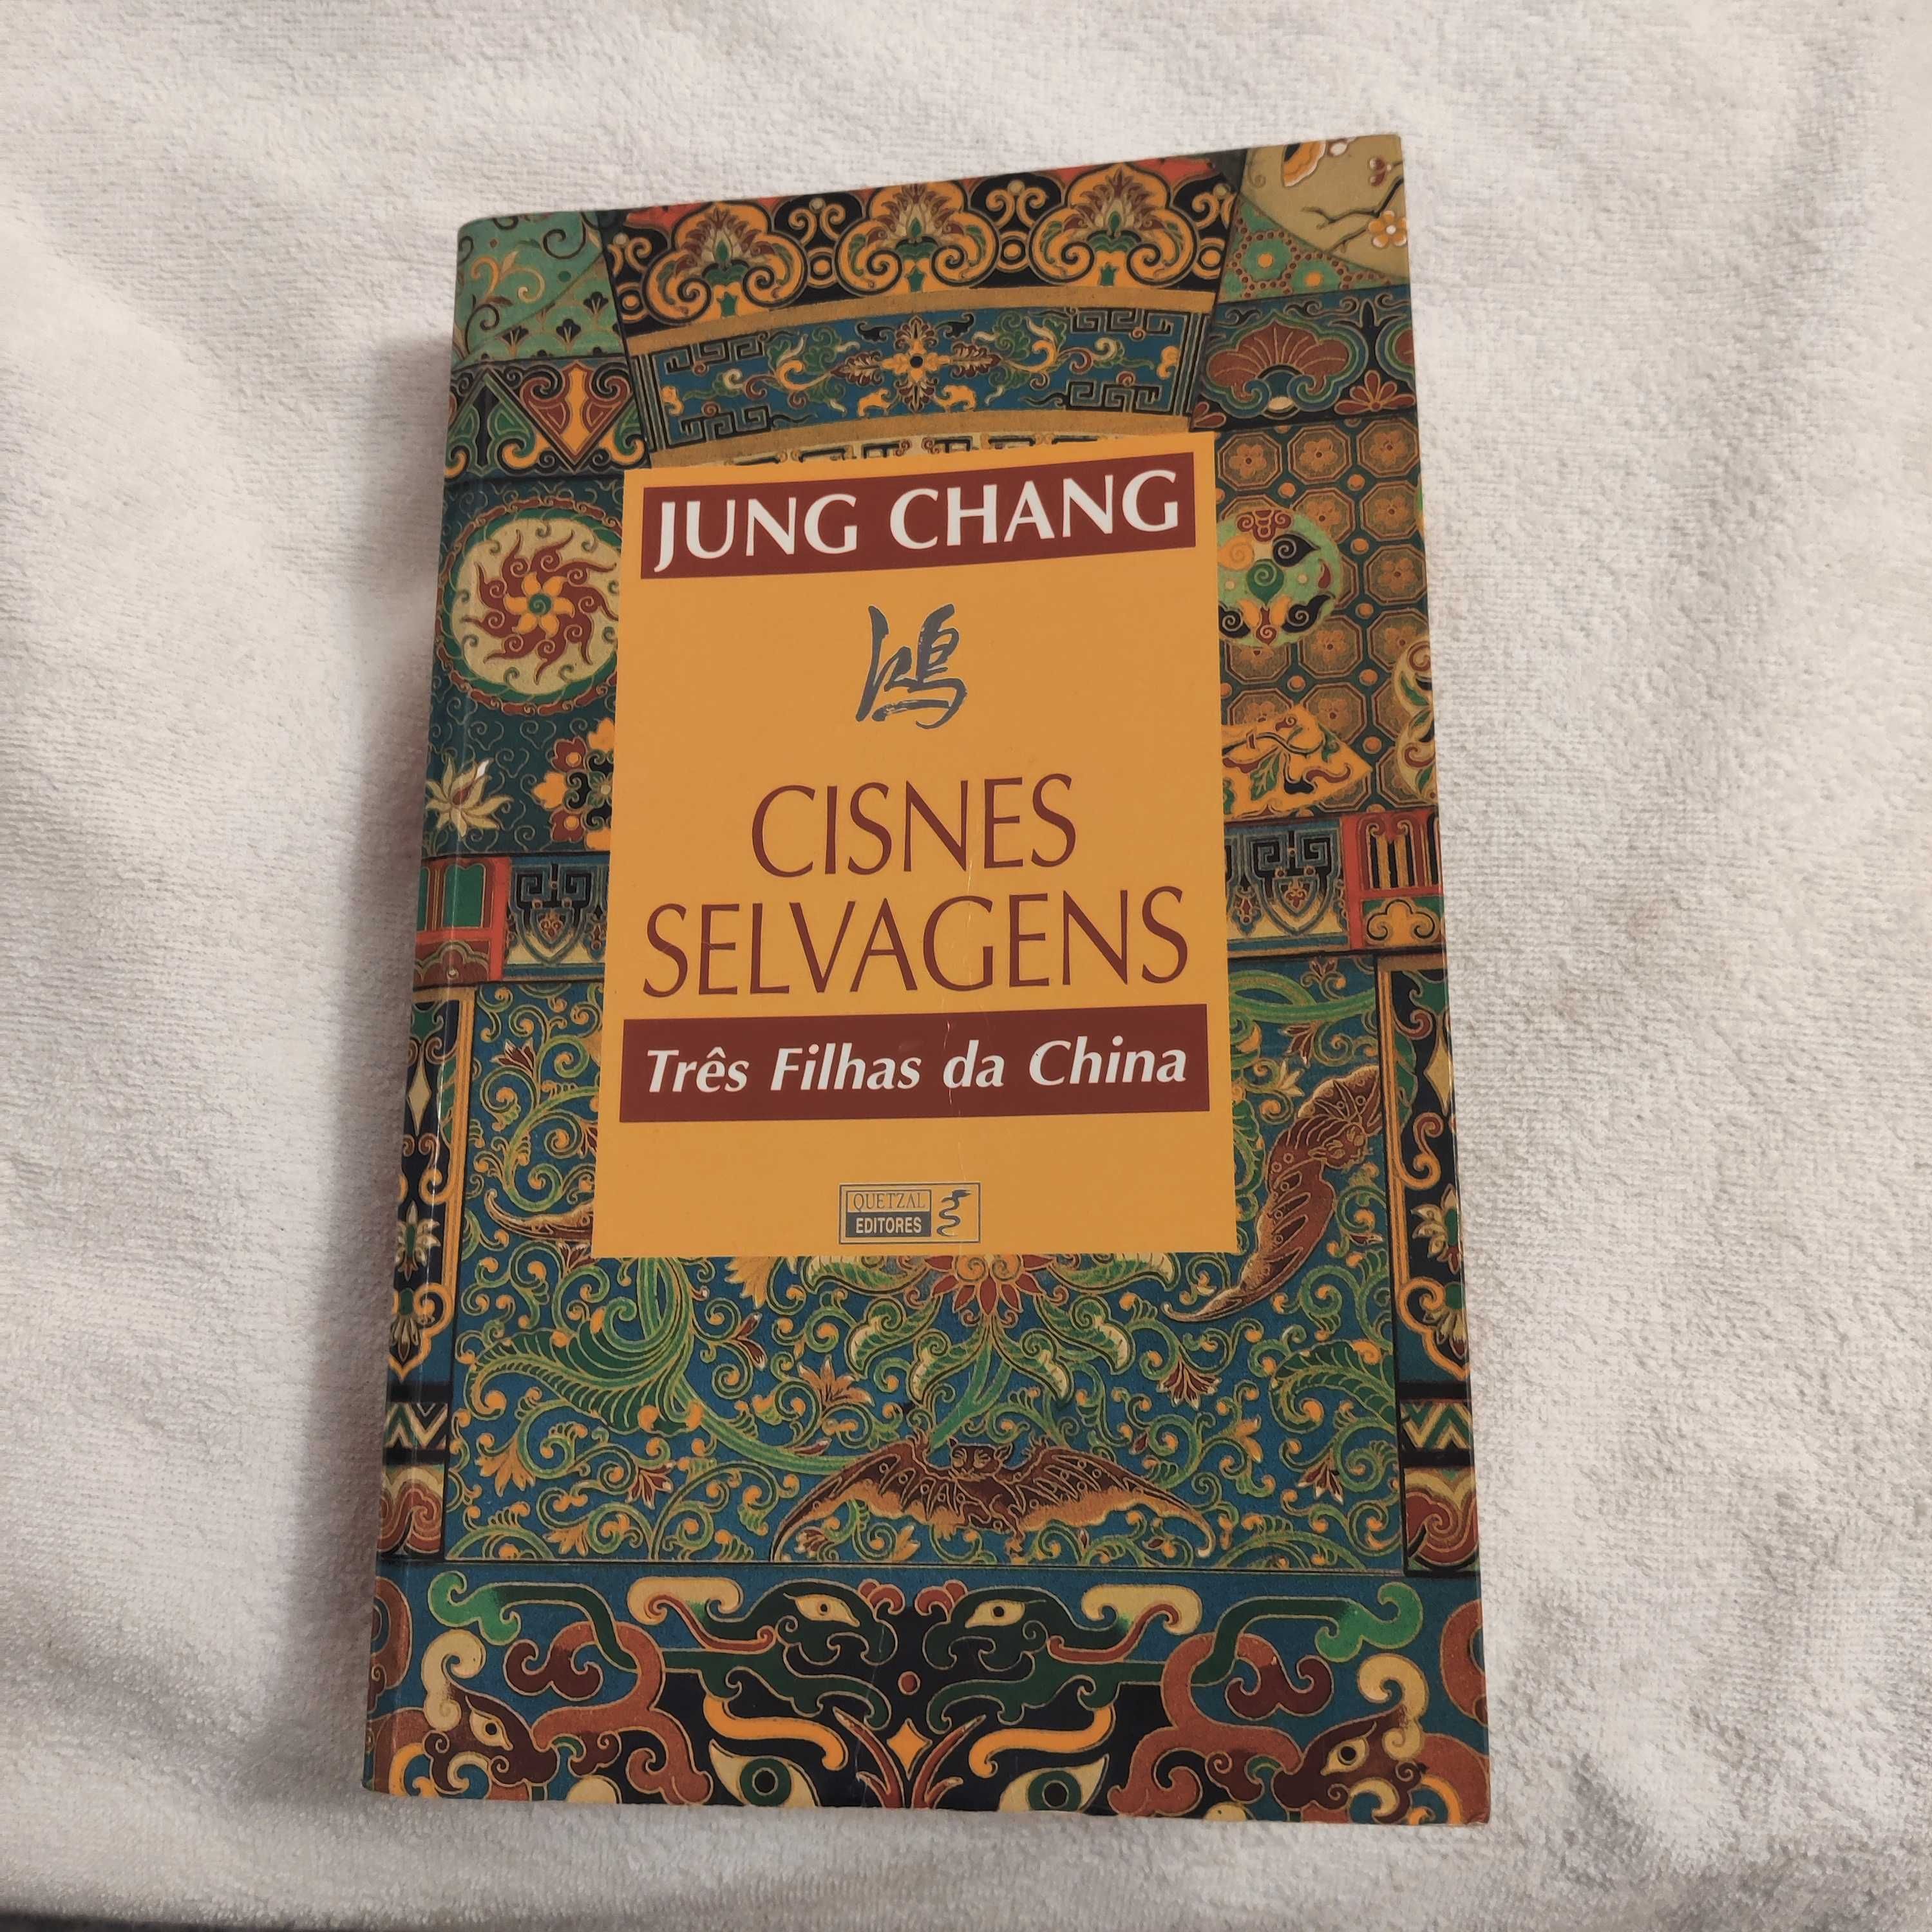 JUNG CHANG
鴻
CISNES
SELVAGENS
Três Filhas da China
QUETZAL
EDITORES